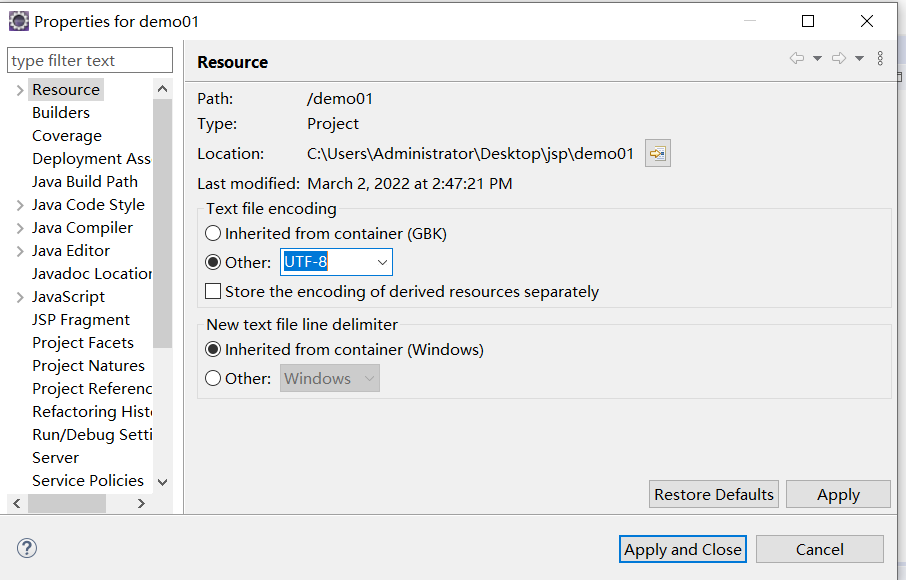 Properties for demo01
type filter text
Resource
Builders
Coverage
Deployment Ass
Java Build Path
Java Code Style
Java Compiler
Java Editor
Javadoc Location
JavaScript
JSP Fragment
Project Facets
Project Natures
Project Referenc
Refactoring Histo
Run/Debug Setti
Server
Service Policies
Resource
Path: /demo01
Type: Project
Location: C:\Users\Administrator\Desktop\jsp\demo01
Last modified: March 2, 2022 at 2:47:21 PM
Text file encoding
Inherited from container (GBK)
Other: UTF-8
Store the encoding of derived resources separately
New text file line delimiter
Inherited from container (Windows)
Other: Windows
Restore Defaults Apply
? Apply and Close Cancel